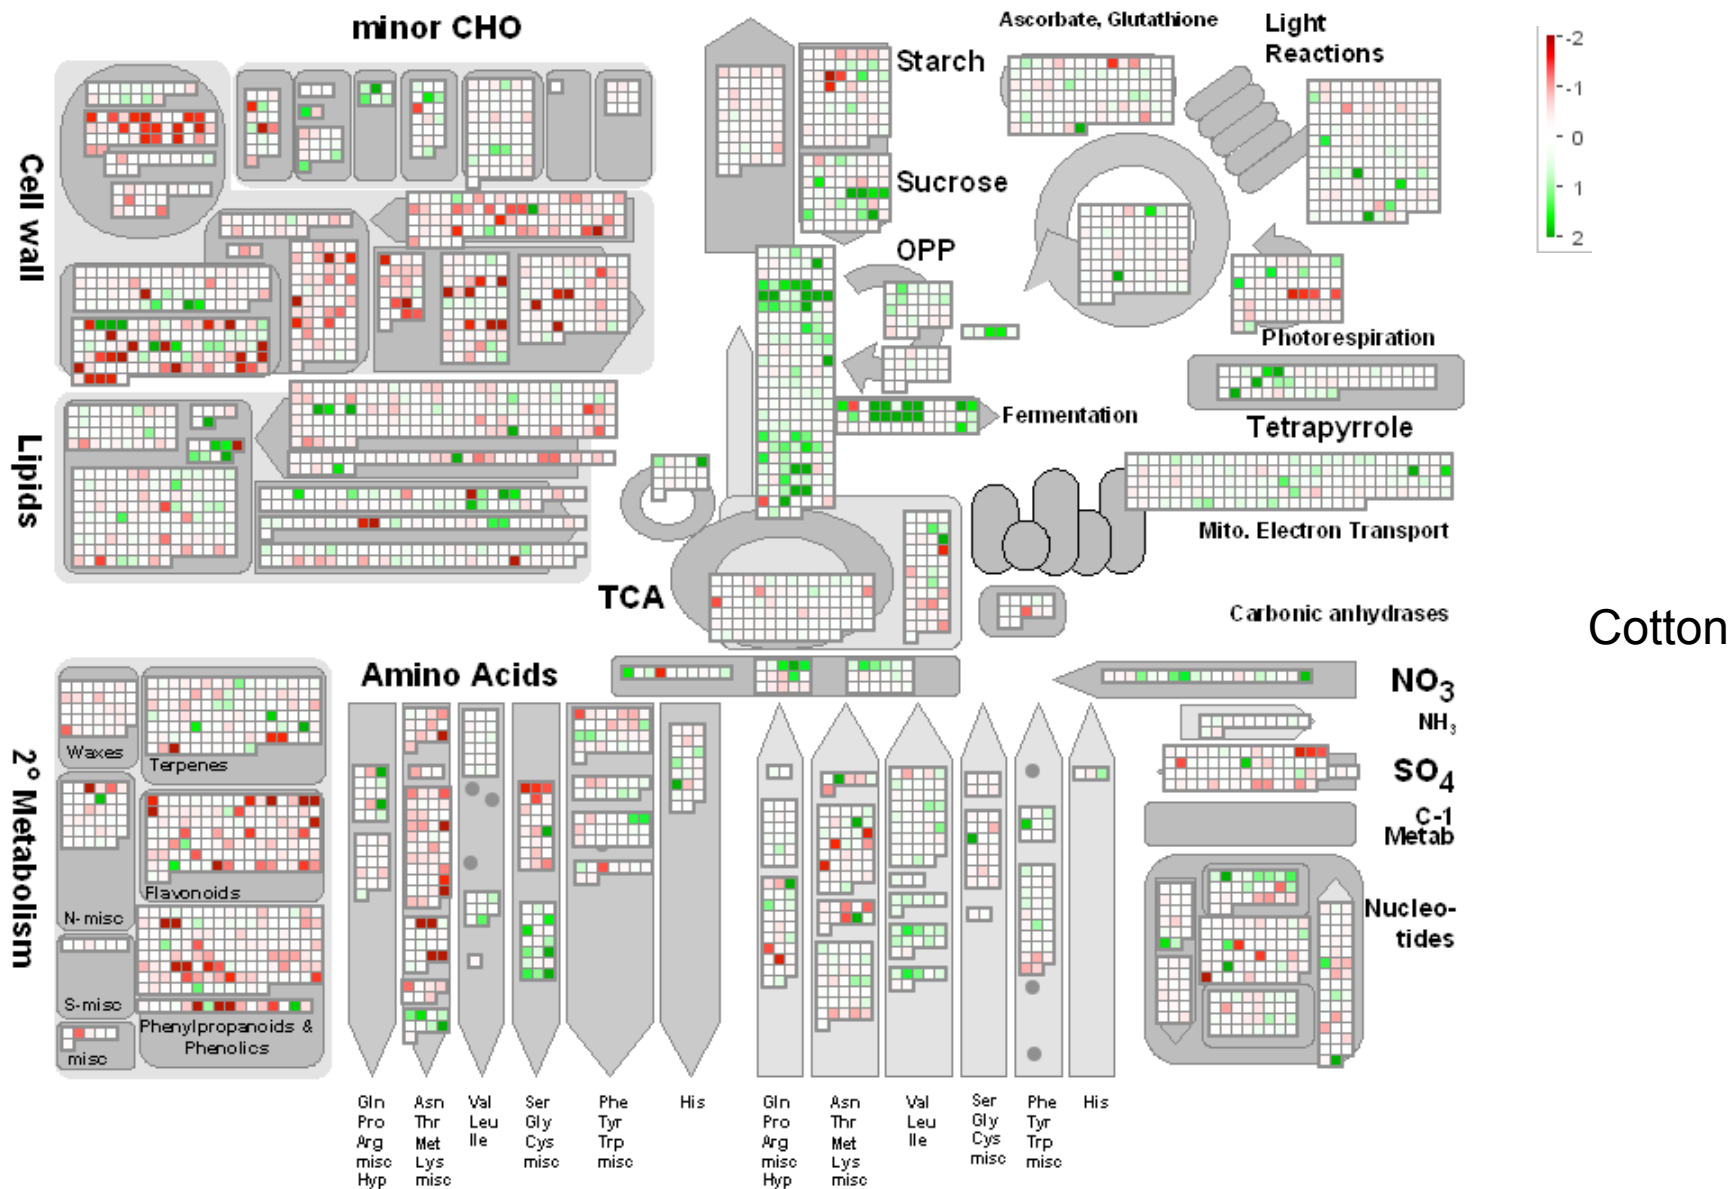 minor CHO
Ascorbate, Glutathione
Light
Reactions
Starch
Sucrose
OPP
-2
-1
0
1
2
Cell wall
Photorespiration
Fermentation
Tetrapyrrole
Lipids
Mito. Electron Transport
TCA
Carbonic anhydrases
Cotton
Amino Acids
NO3
NH3
SO4
C-1
Metab
Nucleo-
tides
2° Metabolism
Waxes
Terpenes
Flavonoids
N-misc
S-misc
Phenylpropanoids &
Phenolics
misc
Gln
Pro
Arg
misc
Hyp
Asn
Thr
Met
Lys
misc
Val
Leu
Ile
Ser
Gly
Cys
misc
Phe
Tyr
Trp
misc
His
Gln
Pro
Arg
misc
Hyp
Asn
Thr
Met
Lys
misc
Val
Leu
Ile
Ser
Gly
Cys
misc
Phe
Tyr
Trp
misc
His